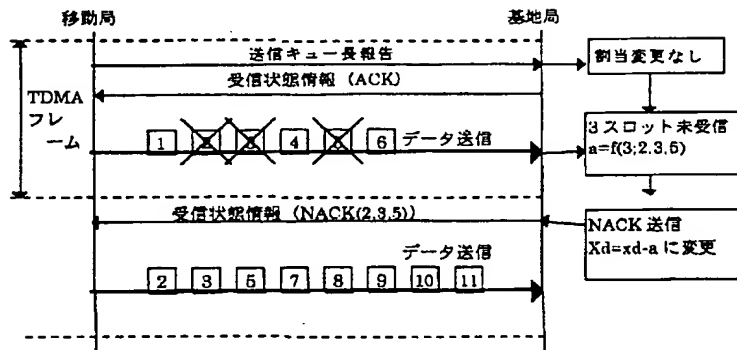 移動局
基地局
送信キュー長報告
割当変更なし
受信状態情報（ACK）
TDMA
フレ
ーム
1 2 3 4 5 6 データ送信
3スロット未受信
a=f(3;2.3.5)
受信状態情報（NACK(2,3,5)）
NACK 送信
Xd=xd-a に変更
データ送信
2 3 5 7 8 9 10 11